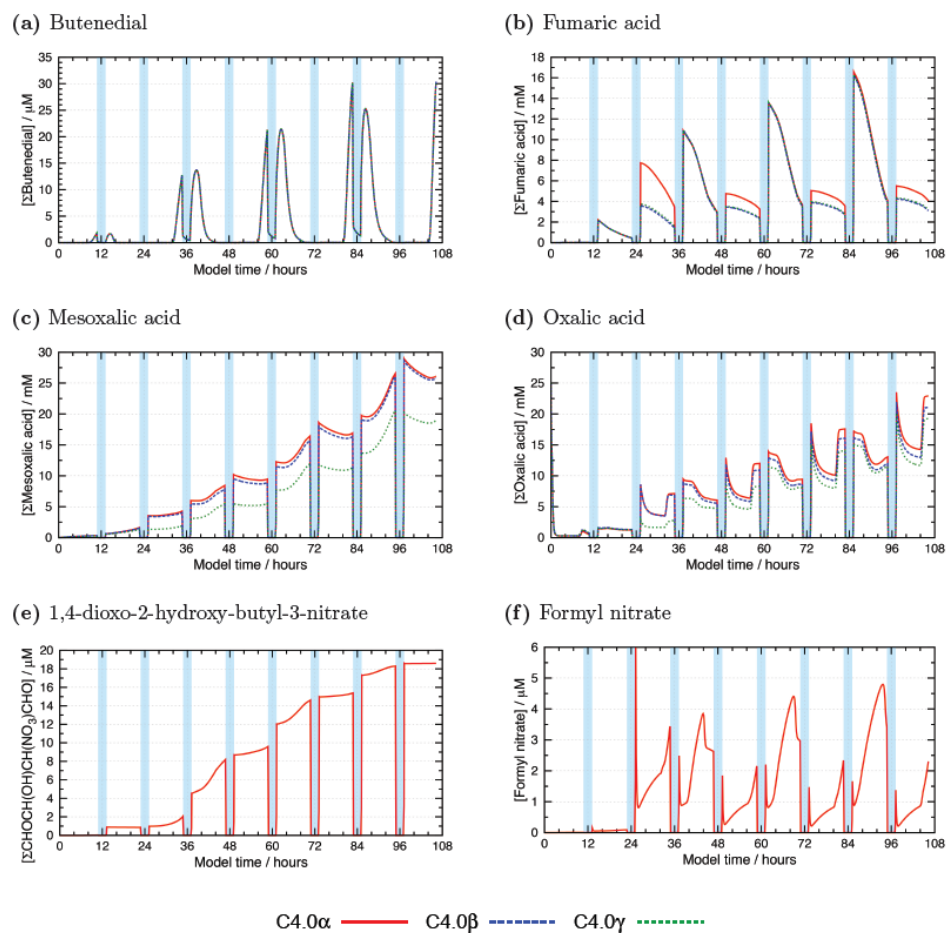 (a) Butenedial
[ΣButenedial] / μM
35
30
25
20
15
10
5
0
0 12 24 36 48 60 72 84 96 108
Model time / hours
(b) Fumaric acid
[ΣFumaric acid] / mM
18
16
14
12
10
8
6
4
2
0
0 12 24 36 48 60 72 84 96 108
Model time / hours
(c) Mesoxalic acid
[ΣMesoxalic acid] / mM
30
25
20
15
10
5
0
0 12 24 36 48 60 72 84 96 108
Model time / hours
(d) Oxalic acid
[ΣOxalic acid] / mM
30
25
20
15
10
5
0
0 12 24 36 48 60 72 84 96 108
Model time / hours
(e) 1,4-dioxo-2-hydroxy-butyl-3-nitrate
[ΣCHOCH(OH)CH(NO₃)CHO] / μM
20
18
16
14
12
10
8
6
4
2
0
0 12 24 36 48 60 72 84 96 108
Model time / hours
(f) Formyl nitrate
[Formyl nitrate] / μM
6
5
4
3
2
1
0
0 12 24 36 48 60 72 84 96 108
Model time / hours
C4.0α C4.0β C4.0γ